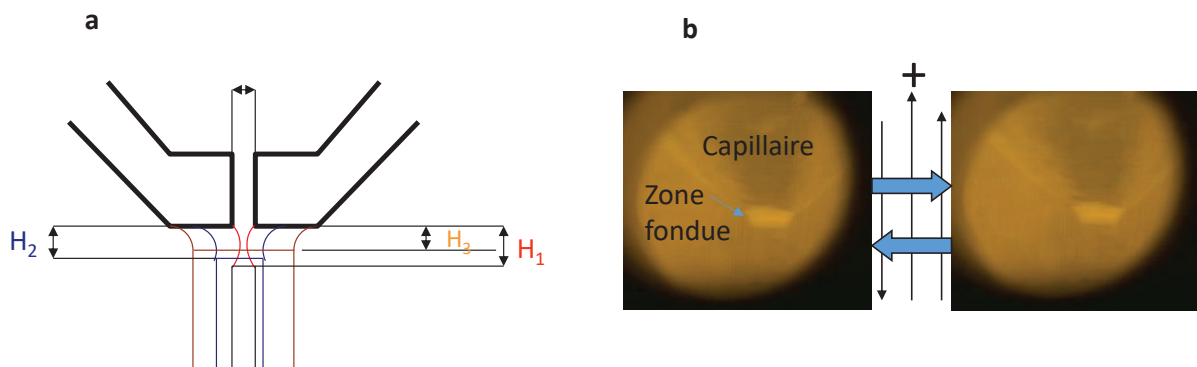 a
b
+
Capillaire
Zone
fondue
H₂
H₃
H₁